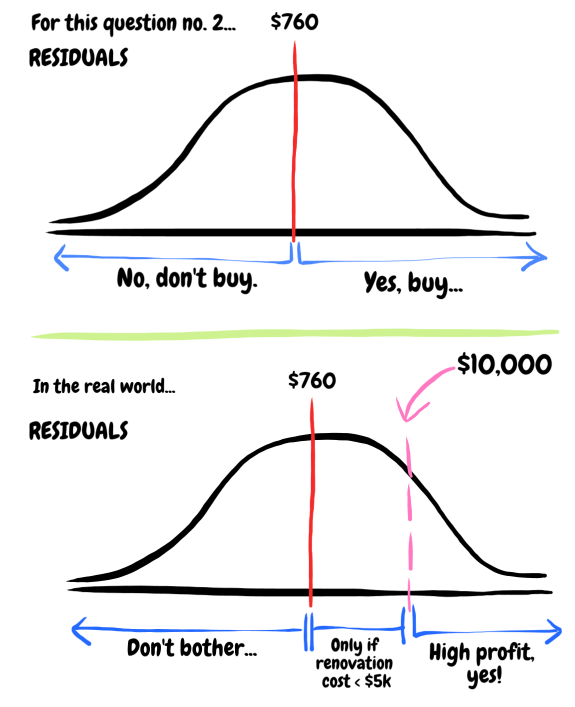 For this question no. 2...
$760
RESIDUALS
No, don't buy.
Yes, buy...
$10,000
In the real world...
$760
RESIDUALS
Don't bother...
Only if
renovation
cost < $5k
High profit,
yes!